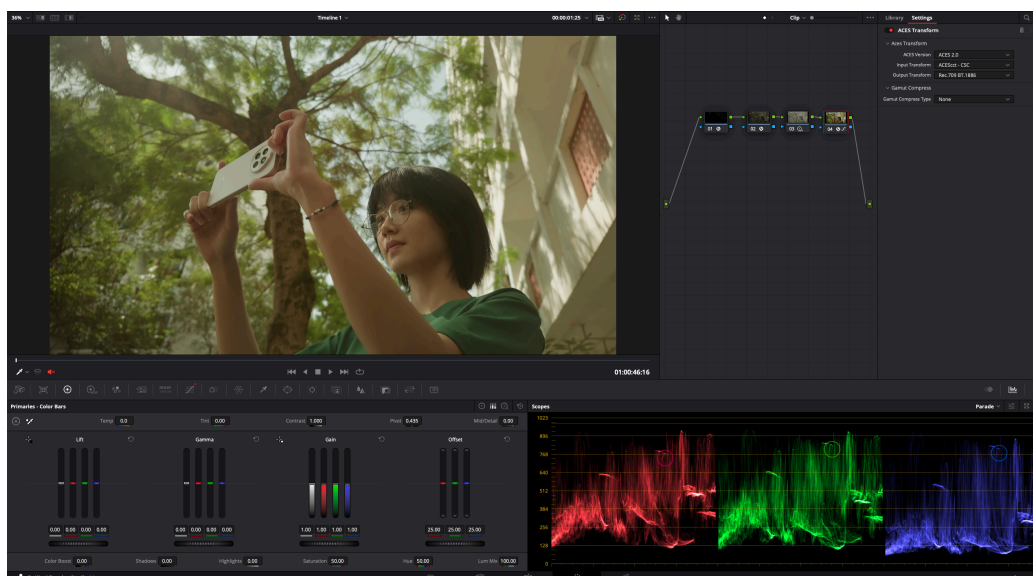 36%
Timeline 1
00:00:01:25
Clip
Library Settings
ACES Transform
Aces Transform
ACES Version ACES 2.0
Input Transform ACEScct - CSC
Output Transform Rec.709 BT.1886
Gamut Compress
Gamut Compress Type None
01 02 03 04
01:00:46:16
Primaries - Color Bars
Temp 0.0 Tint 0.00 Contrast 1.000 Pivot 0.435 Mid/Detail 0.00
Lift Gamma Gain Offset
0.00 0.00 0.00 0.00 0.00 0.00 0.00 0.00 1.00 1.00 1.00 1.00 25.00 25.00 25.00
Color Boost 0.00 Shadows 0.00 Highlights 0.00 Saturation 50.00 Hue 50.00 Lum Mix 100.00
Scopes Parade
1023
896
768
640
512
384
256
128
0